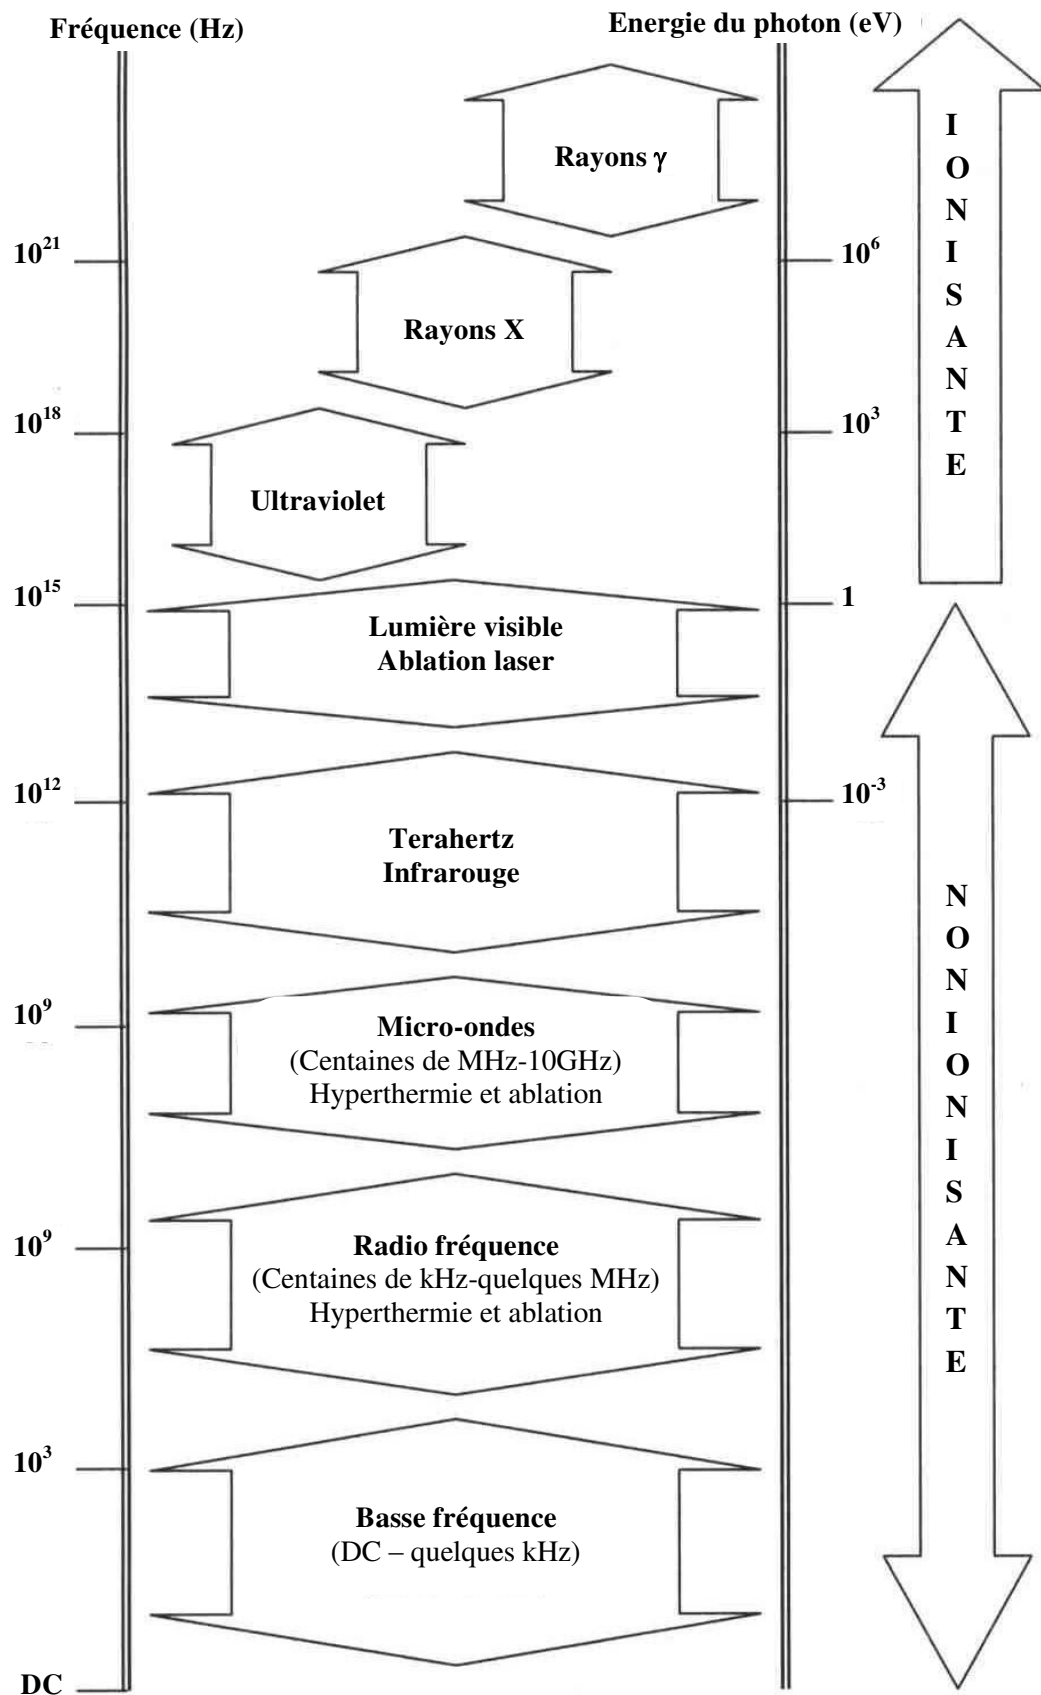 Fréquence (Hz)
Energie du photon (eV)
Rayons γ
10²¹
10⁶
Rayons X
10¹⁸
10³
Ultraviolet
10¹⁵
1
Lumière visible
Ablation laser
10¹²
10⁻³
Terahertz
Infrarouge
10⁹
Micro-ondes
(Centaines de MHz-10GHz)
Hyperthermie et ablation
10⁹
Radio fréquence
(Centaines de kHz-quelques MHz)
Hyperthermie et ablation
10³
Basse fréquence
(DC – quelques kHz)
DC
IONISANTE
NONIONISANTE